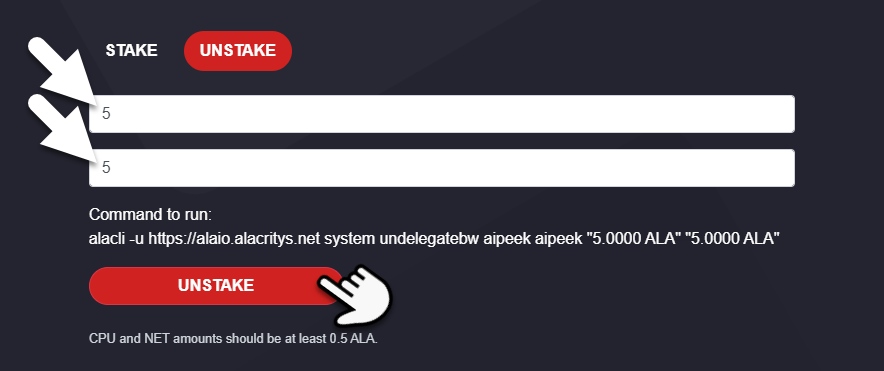 STAKE UNSTAKE
5
5
Command to run:
alacli -u https://alaio.alacritys.net system undelegatebw aipeek aipeek "5.0000 ALA" "5.0000 ALA"
UNSTAKE
CPU and NET amounts should be at least 0.5 ALA.